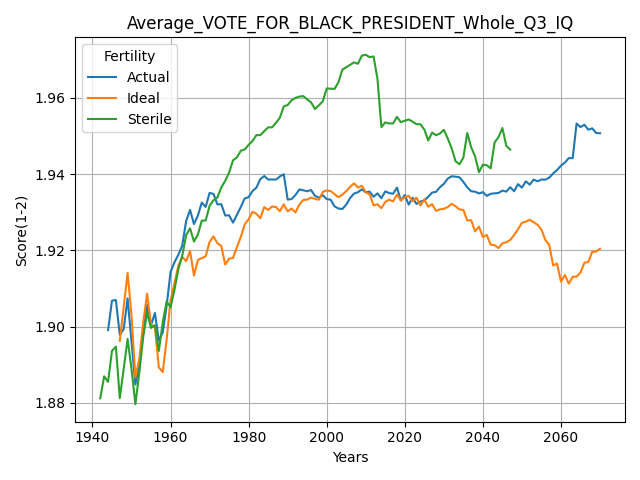 Average_VOTE_FOR_BLACK_PRESIDENT_Whole_Q3_IQ
Fertility
Actual
Ideal
Sterile
Score(1-2)
1.96
1.94
1.92
1.90
1.88
1940 1960 1980 2000 2020 2040 2060
Years